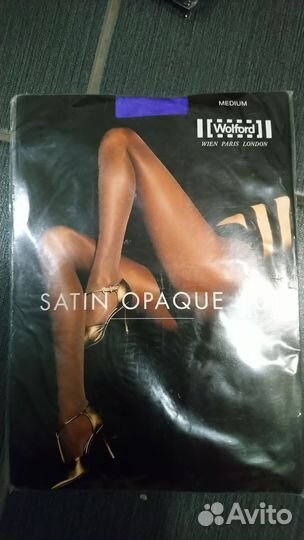 MEDIUM
Wolford
WIEN PARIS LONDON
SATIN OPAQUE
Avito